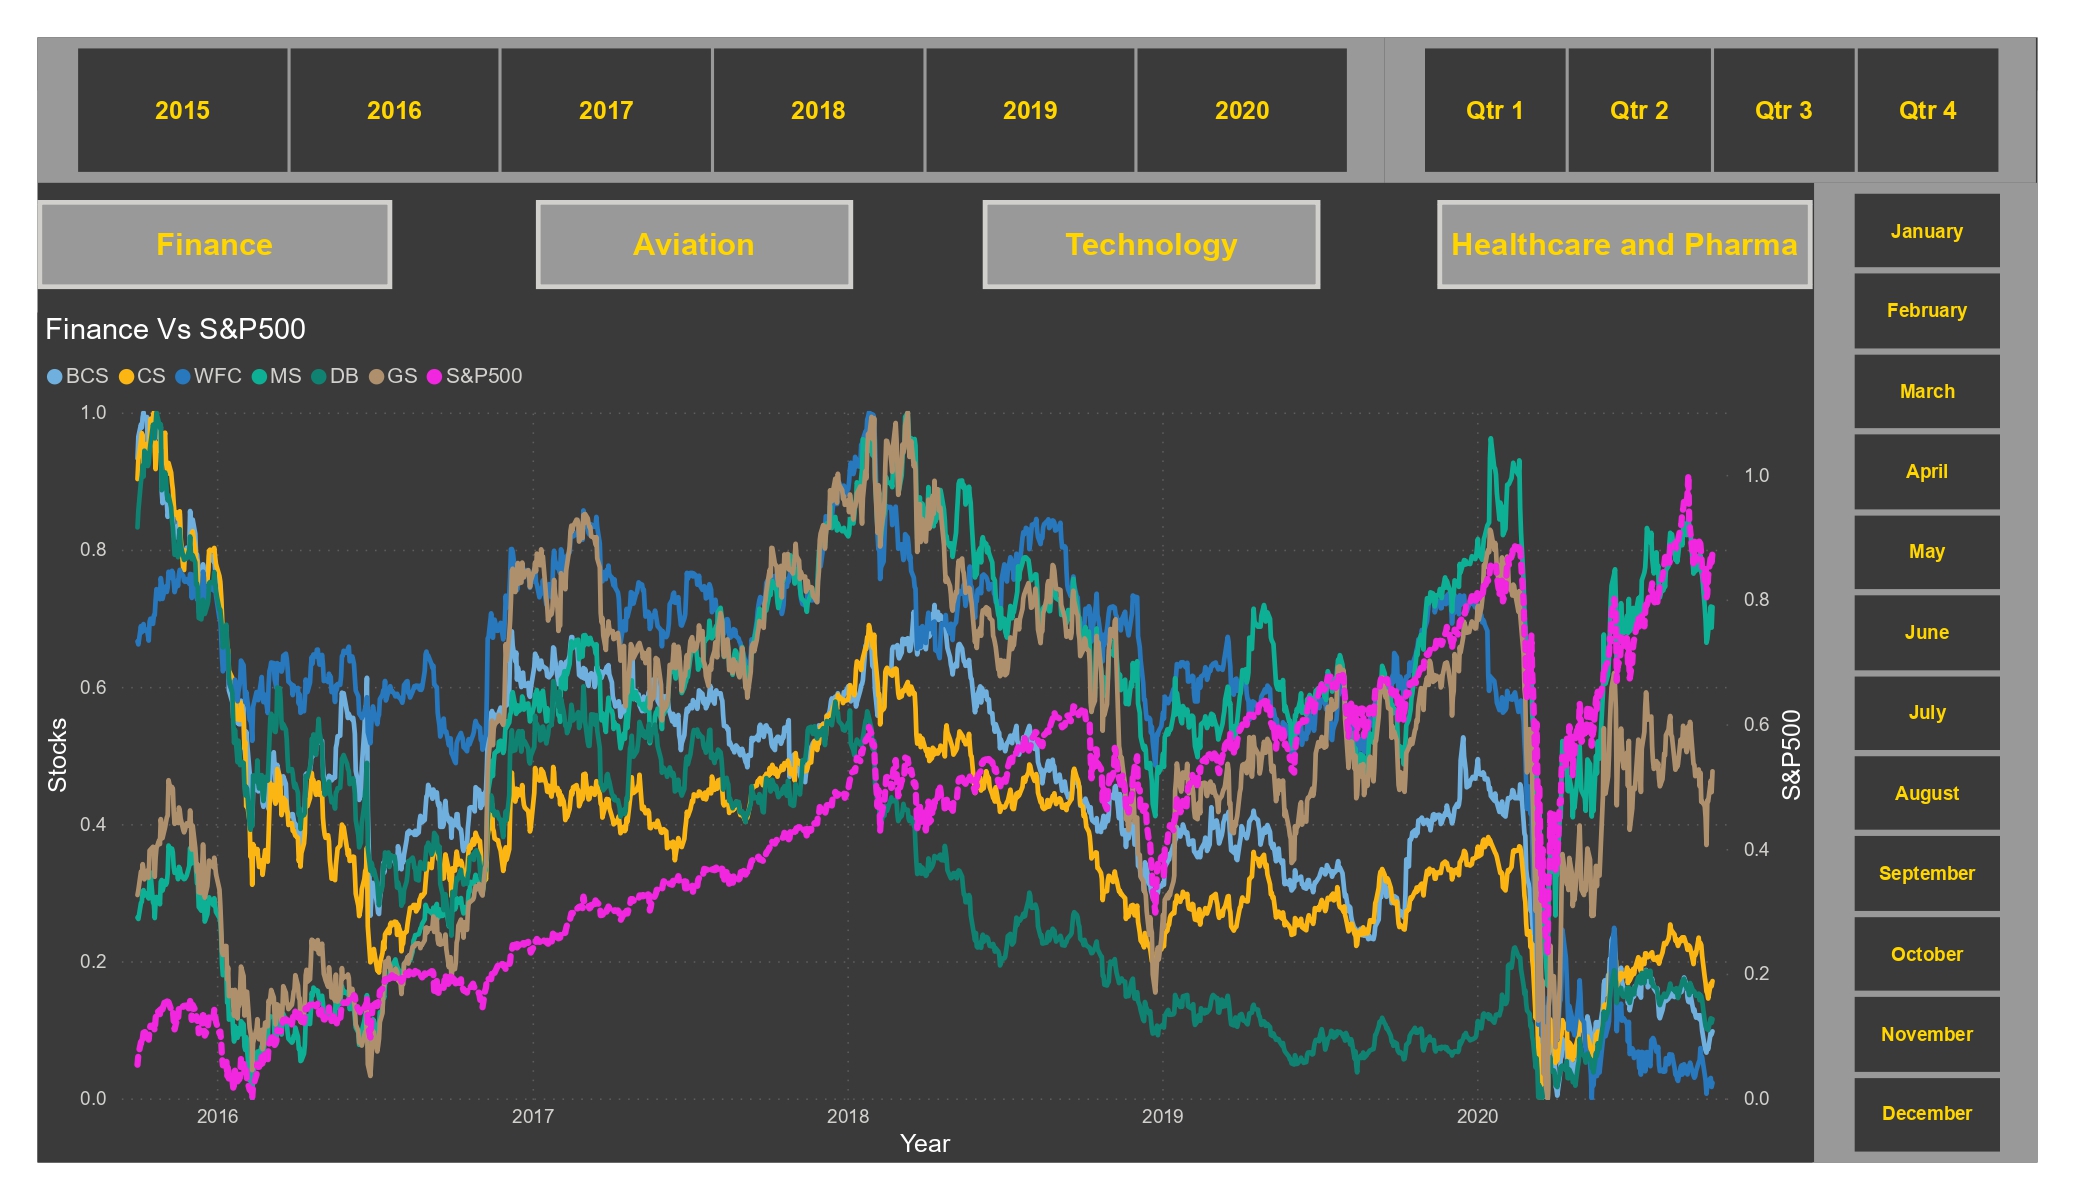 2015 2016 2017 2018 2019 2020 Qtr 1 Qtr 2 Qtr 3 Qtr 4
Finance Aviation Technology Healthcare and Pharma
January
February
March
April
May
June
July
August
September
October
November
December
Finance Vs S&P500
BCS CS WFC MS DB GS S&P500
Stocks
1.0
0.8
0.6
0.4
0.2
0.0
S&P500
1.0
0.8
0.6
0.4
0.2
0.0
2016 2017 2018 2019 2020
Year